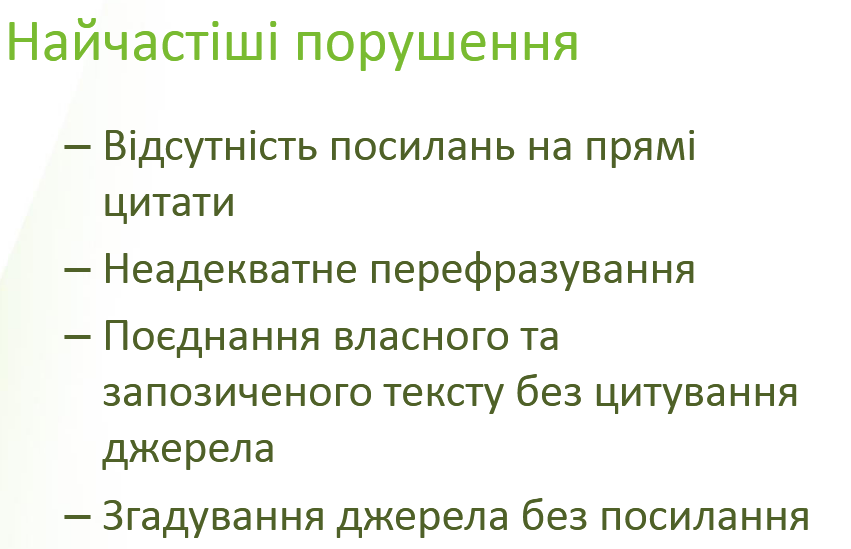 Найчастіші порушення
– Відсутність посилань на прямі
цитати
– Неадекватне перефразування
– Поєднання власного та
запозиченого тексту без цитування
джерела
– Згадування джерела без посилання